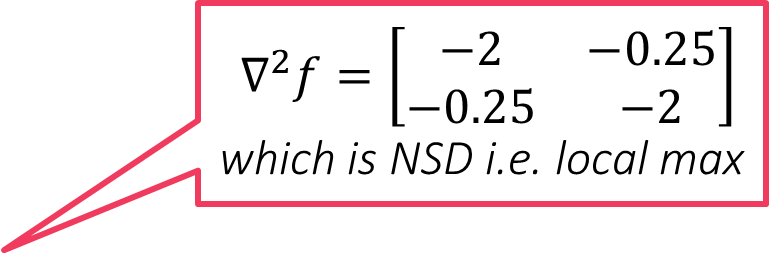 ∇²f = [−2 −0.25
−0.25 −2]
which is NSD i.e. local max